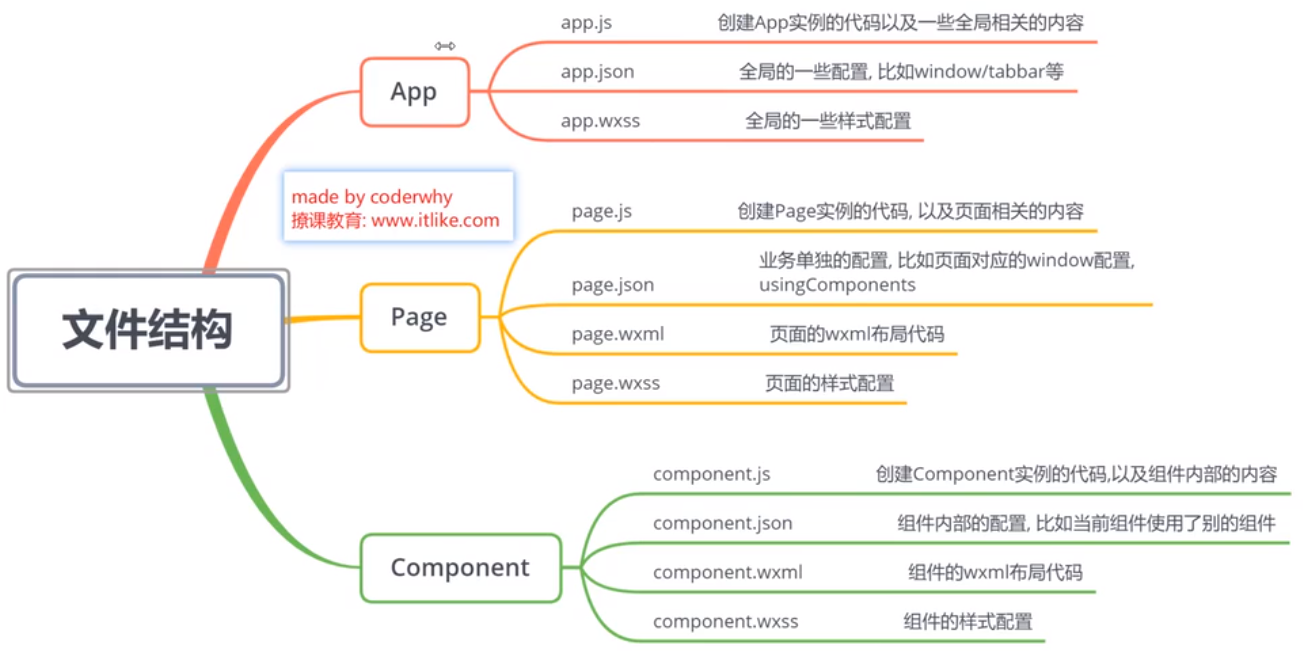 文件结构
App
app.js 创建App实例的代码以及一些全局相关的内容
app.json 全局的一些配置, 比如window/tabbar等
app.wxss 全局的一些样式配置
made by coderwhy
撩课教育: www.itlike.com
Page
page.js 创建Page实例的代码, 以及页面相关的内容
page.json 业务单独的配置, 比如页面对应的window配置,
usingComponents
page.wxml 页面的wxml布局代码
page.wxss 页面的样式配置
Component
component.js 创建Component实例的代码,以及组件内部的内容
component.json 组件内部的配置, 比如当前组件使用了别的组件
component.wxml 组件的wxml布局代码
component.wxss 组件的样式配置